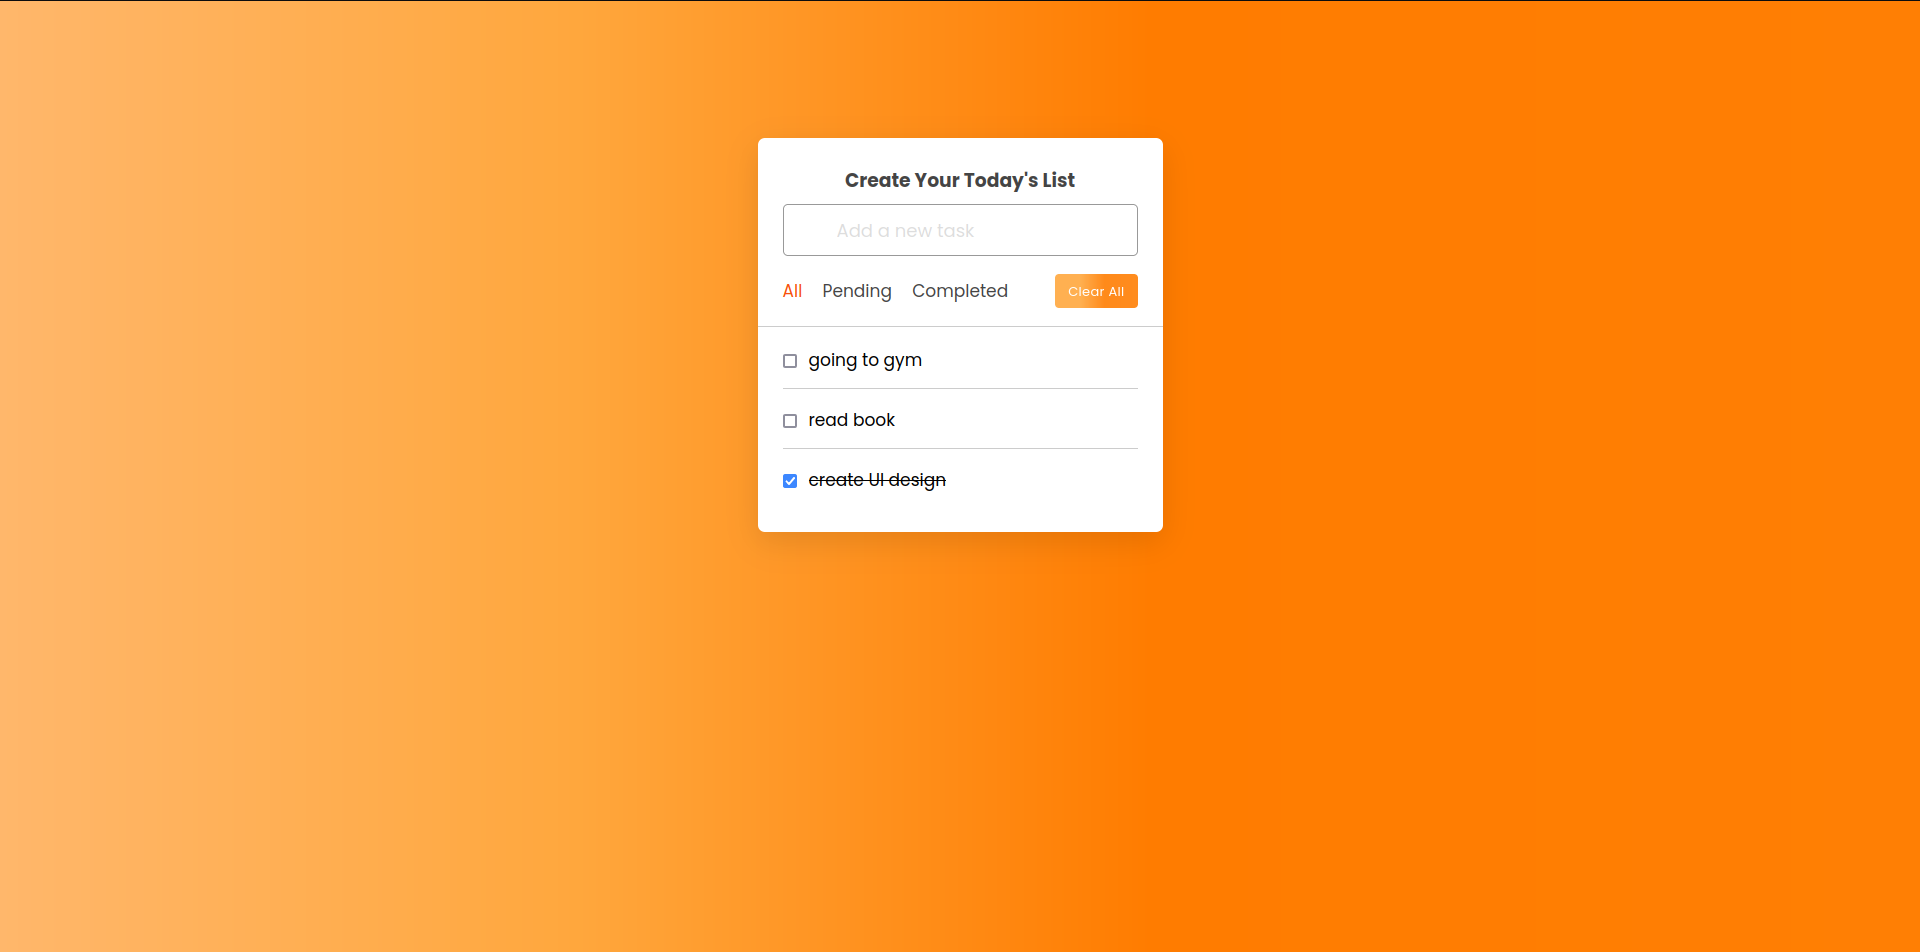 Create Your Today's List
Add a new task
All Pending Completed Clear All
going to gym
read book
create UI design